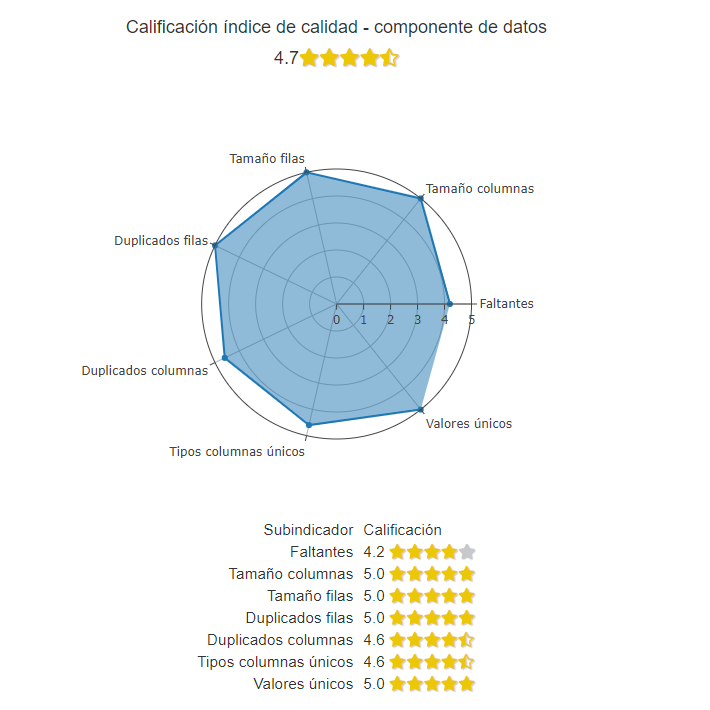 Calificación índice de calidad - componente de datos
4.7
Tamaño filas
Tamaño columnas
Duplicados filas
Faltantes
0 1 2 3 4 5
Duplicados columnas
Valores únicos
Tipos columnas únicos
Subindicador Calificación
Faltantes 4.2
Tamaño columnas 5.0
Tamaño filas 5.0
Duplicados filas 5.0
Duplicados columnas 4.6
Tipos columnas únicos 4.6
Valores únicos 5.0